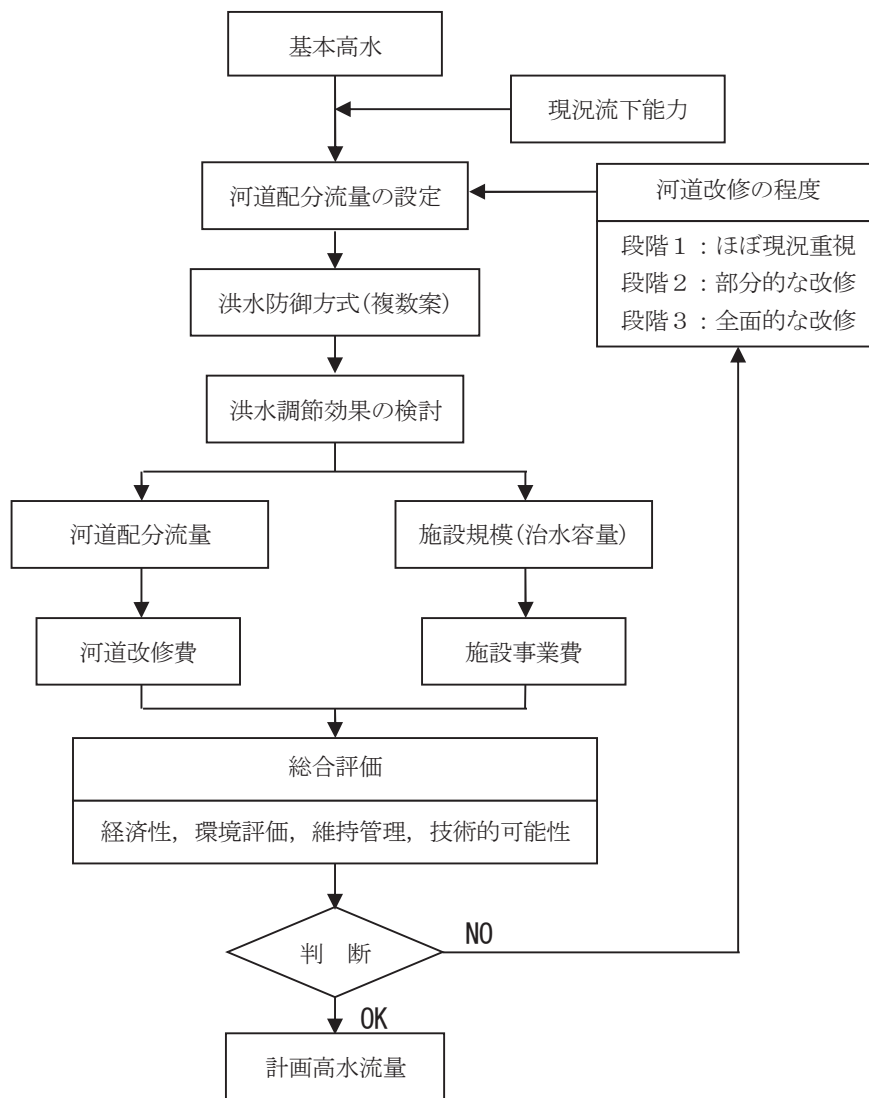 基本高水
現況流下能力
河道配分流量の設定
河道改修の程度
段階１：ほぼ現況重視
段階２：部分的な改修
段階３：全面的な改修
洪水防御方式(複数案)
洪水調節効果の検討
河道配分流量
施設規模(治水容量)
河道改修費
施設事業費
総合評価
経済性，環境評価，維持管理，技術的可能性
判　断
NO
OK
計画高水流量